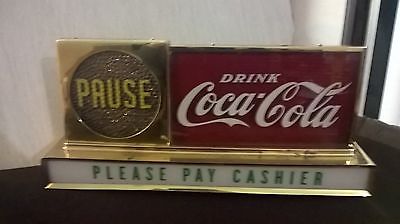 PAUSE
DRINK
Coca-Cola
PLEASE PAY CASHIER